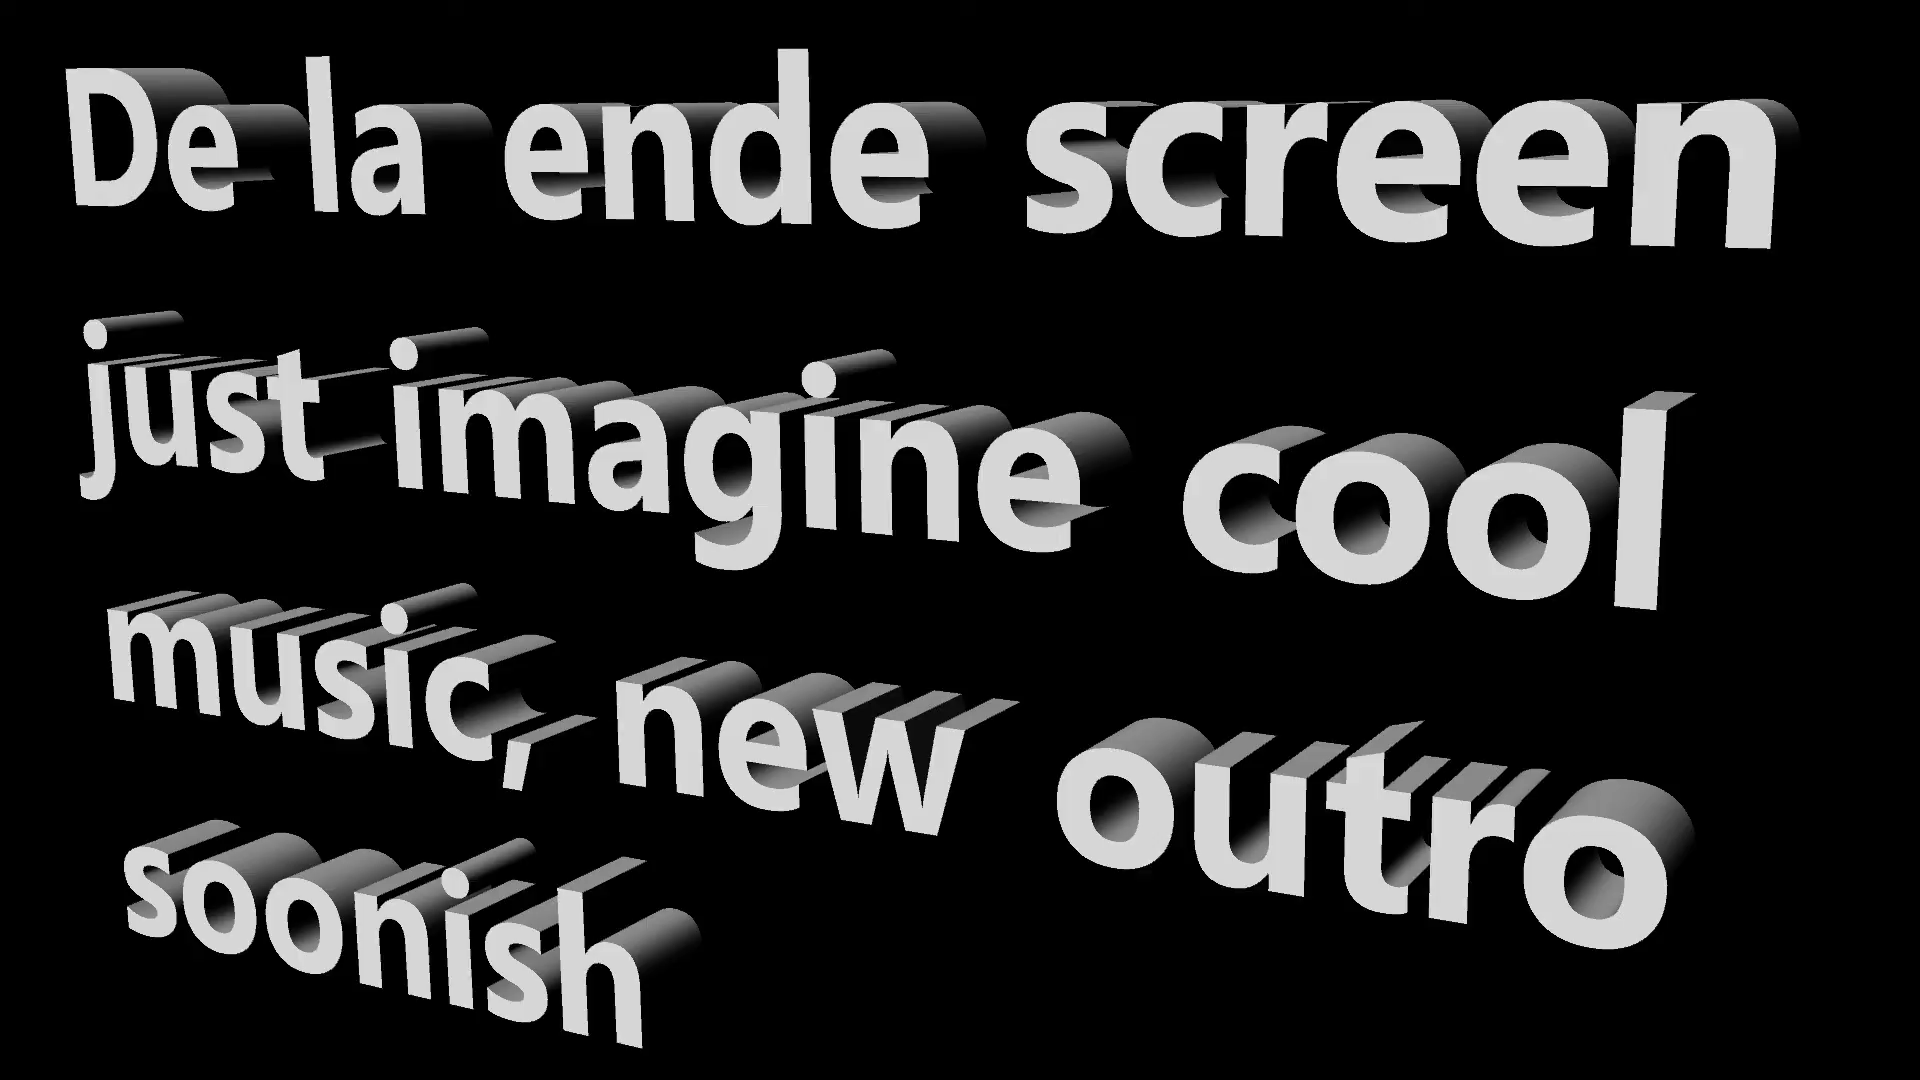 De la ende screen
just imagine cool
music, new outro
soonish